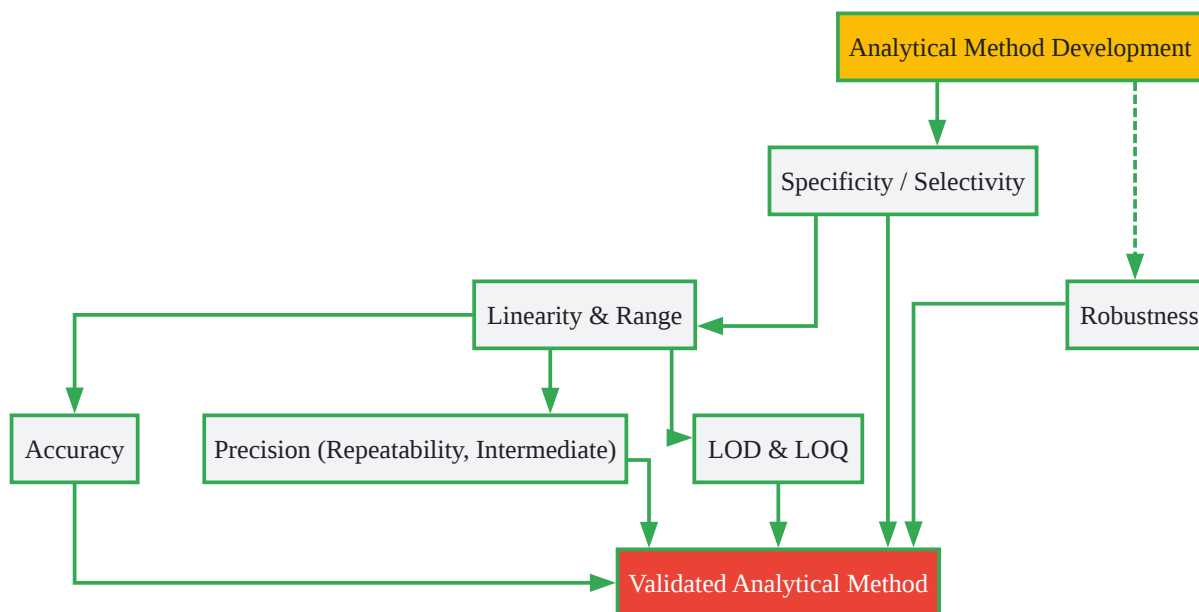 Analytical Method Development
Specificity / Selectivity
Linearity & Range
Robustness
Accuracy
Precision (Repeatability, Intermediate)
LOD & LOQ
Validated Analytical Method